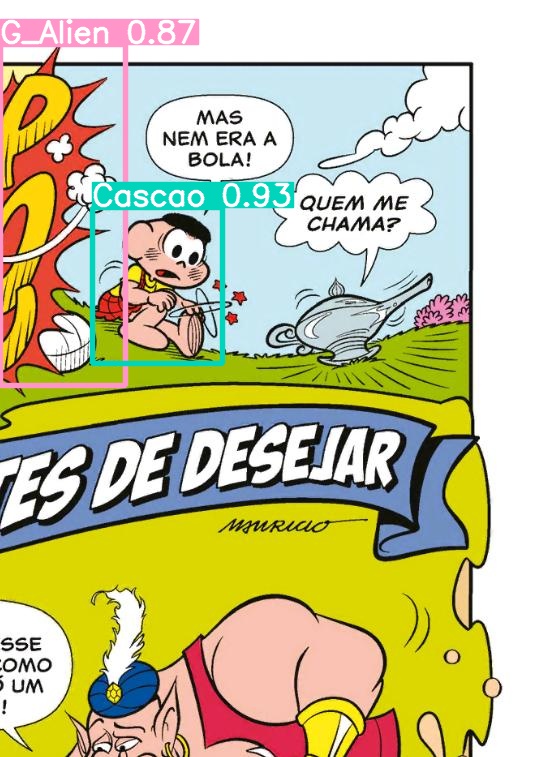 G_Alien 0.87
MAS
NEM ERA A
BOLA!
Cascao 0.93
QUEM ME
CHAMA?
TES DE DESEJAR
MAURICIO
SSE
COMO
UM
!